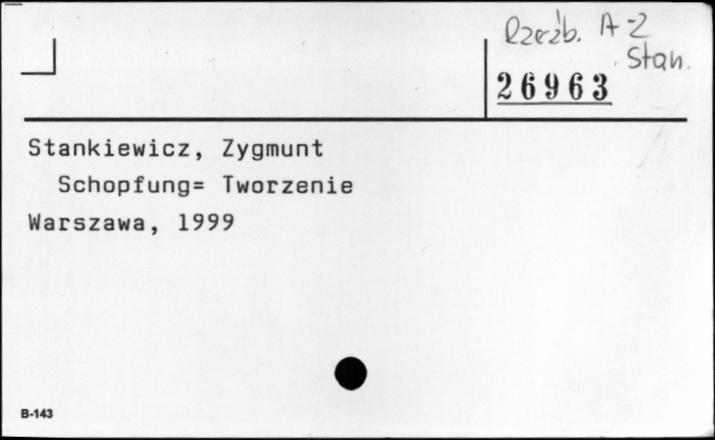 Rzeźb. A-Z
Stan.
26963
Stankiewicz, Zygmunt
Schopfung= Tworzenie
Warszawa, 1999
B-143